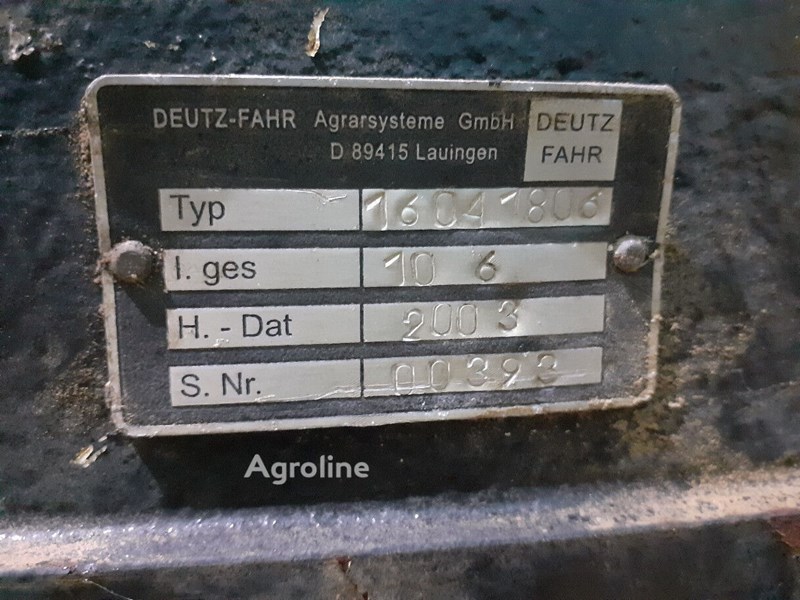 DEUTZ-FAHR Agrarsysteme GmbH
D 89415 Lauingen
DEUTZ
FAHR
Typ 16041806
I. ges 10 6
H. - Dat 2003
S. Nr. 00393
Agroline